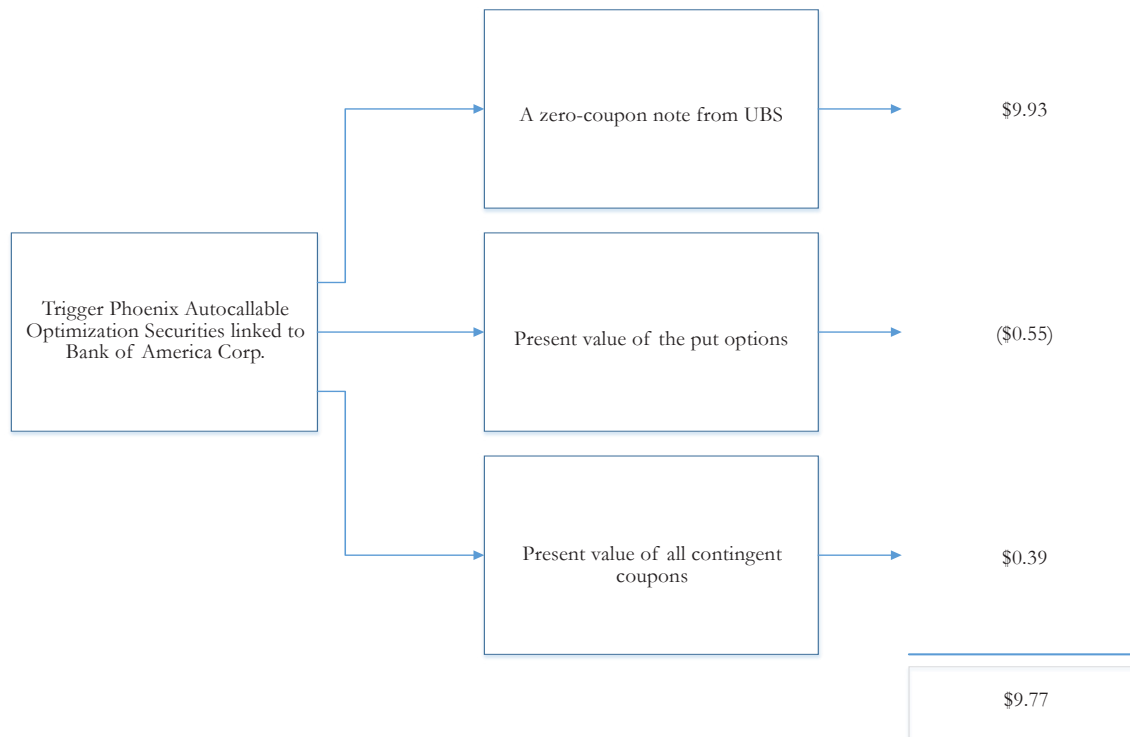 A zero-coupon note from UBS
$9.93
Trigger Phoenix Autocallable
Optimization Securities linked to
Bank of America Corp.
Present value of the put options
($0.55)
Present value of all contingent
coupons
$0.39
$9.77